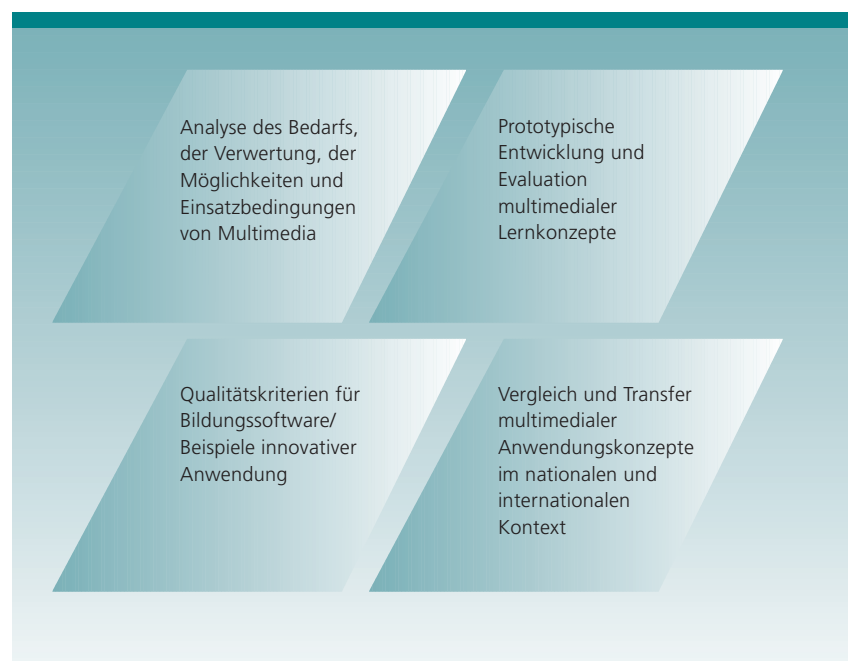 Analyse des Bedarfs,
der Verwertung, der
Möglichkeiten und
Einsatzbedingungen
von Multimedia
Prototypische
Entwicklung und
Evaluation
multimedialer
Lernkonzepte
Qualitätskriterien für
Bildungssoftware/
Beispiele innovativer
Anwendung
Vergleich und Transfer
multimedialer
Anwendungskonzepte
im nationalen und
internationalen
Kontext